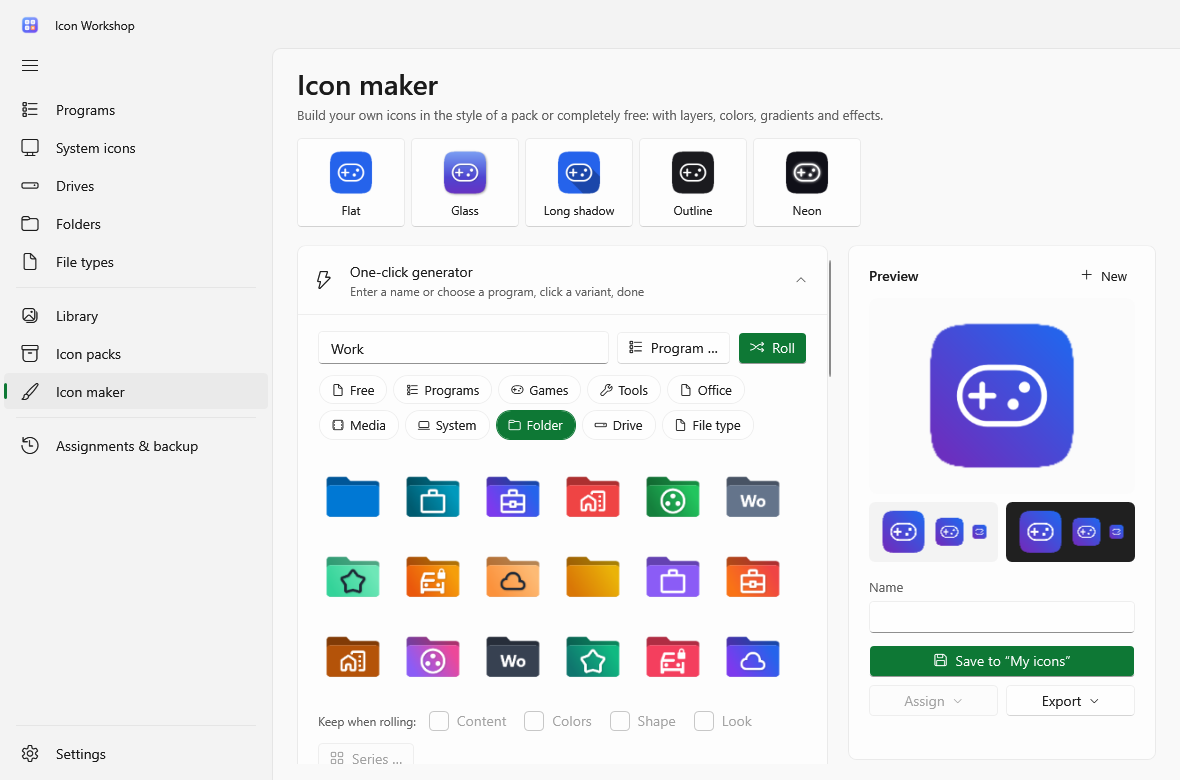 Icon Workshop
Programs
System icons
Drives
Folders
File types
Library
Icon packs
Icon maker
Assignments & backup
Settings
Icon maker
Build your own icons in the style of a pack or completely free: with layers, colors, gradients and effects.
Flat
Glass
Long shadow
Outline
Neon
One-click generator
Enter a name or choose a program, click a variant, done
Work
Program ...
Roll
Free
Programs
Games
Tools
Office
Media
System
Folder
Drive
File type
Wo
Wo
Keep when rolling:
Content
Colors
Shape
Look
Series ...
Preview
New
Name
Save to “My icons”
Assign
Export